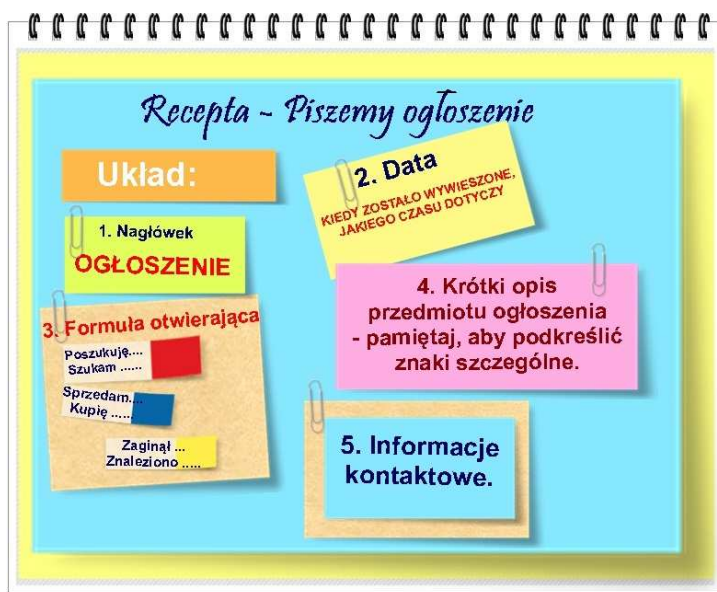 Recepta - Piszemy ogłoszenie
Układ:
1. Nagłówek
OGŁOSZENIE
2. Data
KIEDY ZOSTAŁO WYWIESZONE,
JAKIEGO CZASU DOTYCZY
3. Formuła otwierająca
Poszukuję....
Szukam ......
Sprzedam....
Kupię ......
Zaginął ...
Znaleziono .....
4. Krótki opis
przedmiotu ogłoszenia
- pamiętaj, aby podkreślić
znaki szczególne.
5. Informacje
kontaktowe.